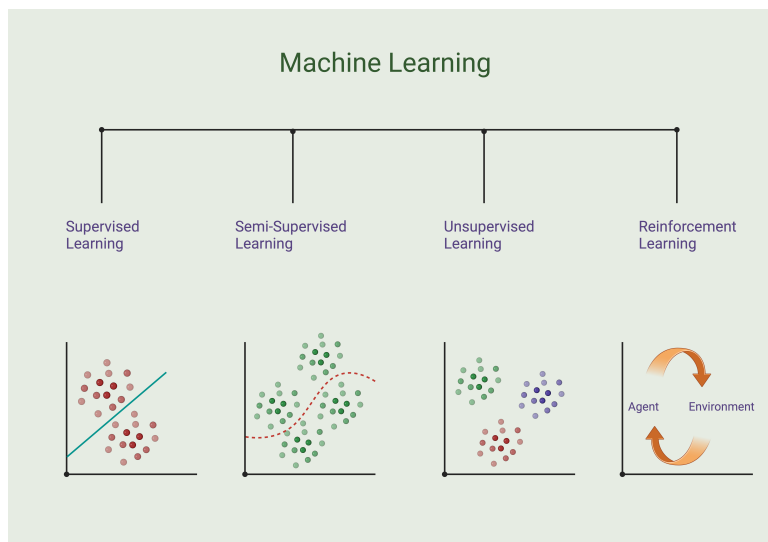 Machine Learning
Supervised
Learning
Semi-Supervised
Learning
Unsupervised
Learning
Reinforcement
Learning
Agent
Environment